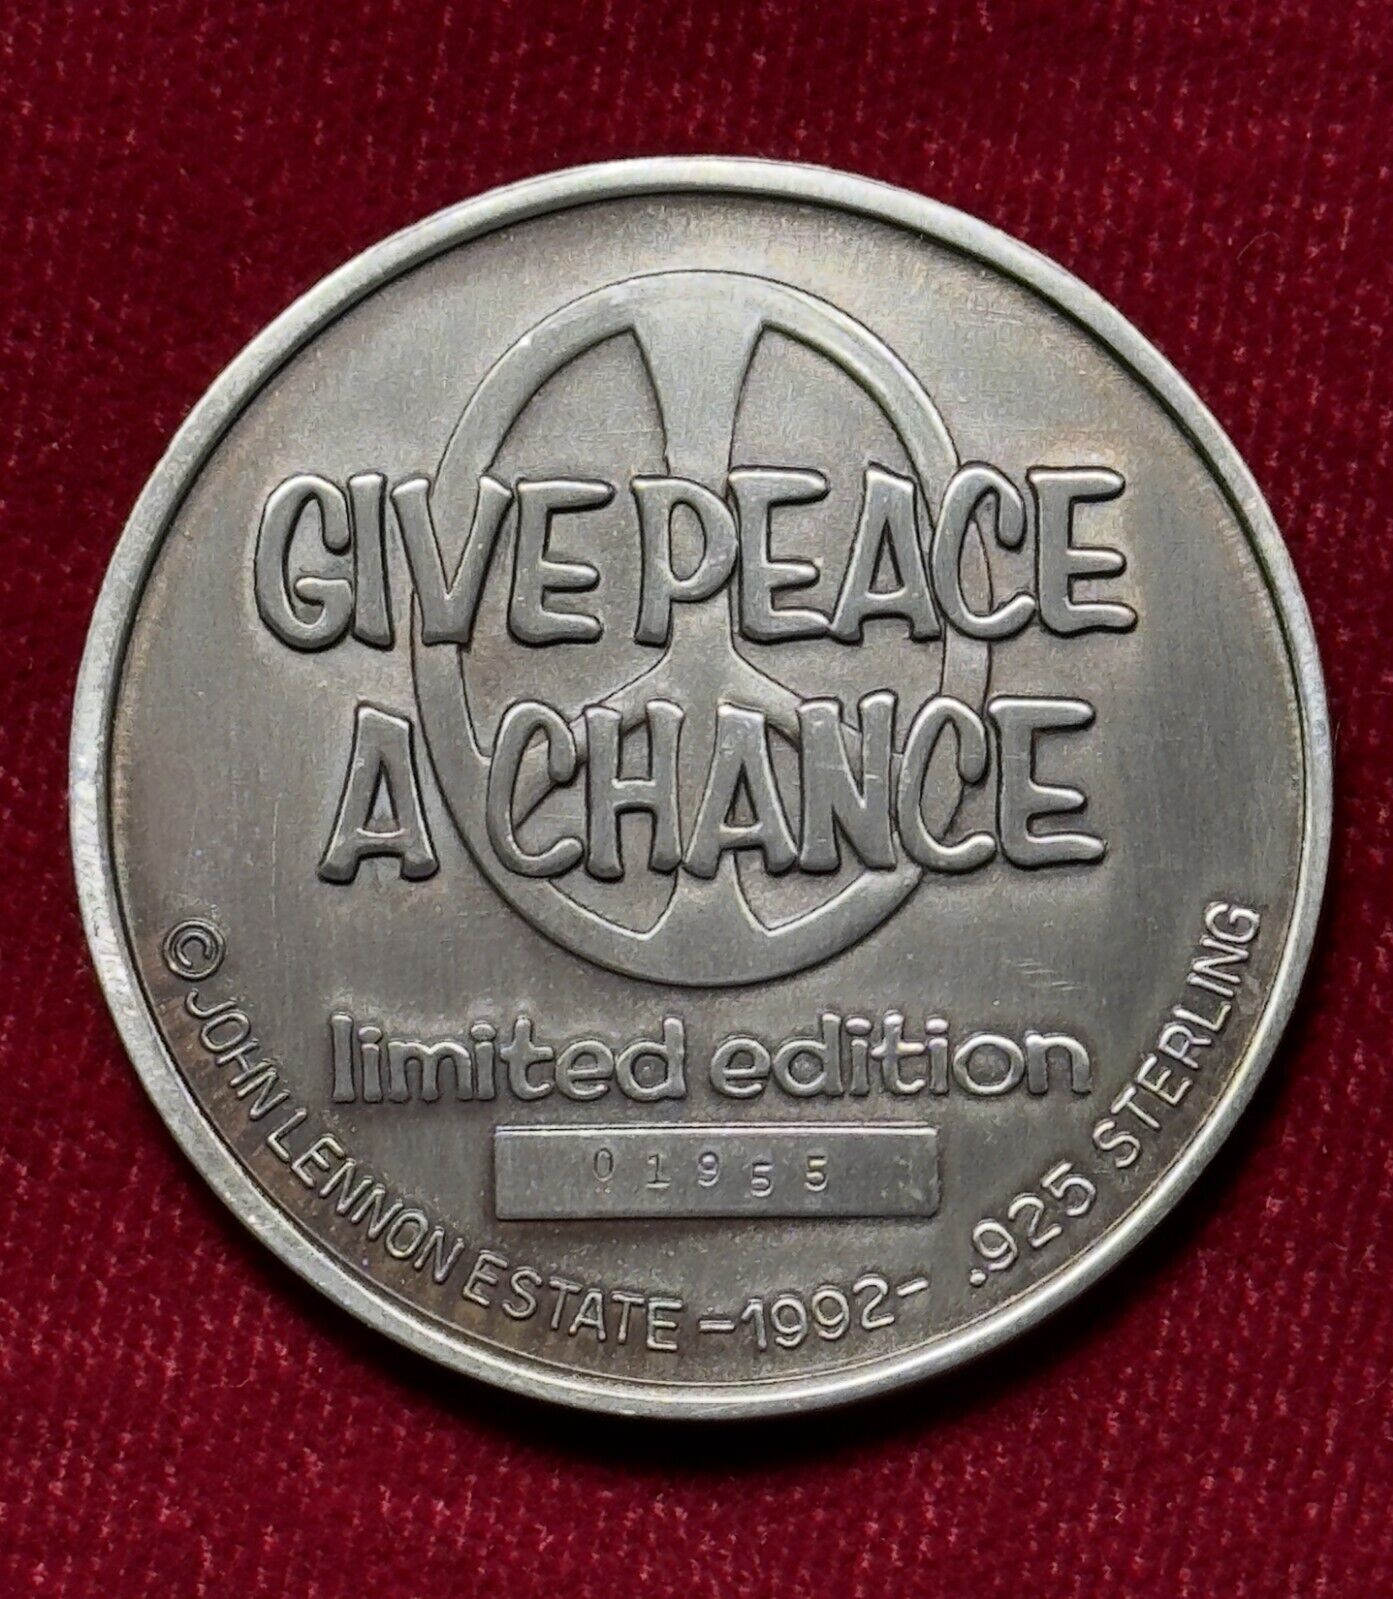 GIVE PEACE
A CHANCE
limited edition
01955
© JOHN LENNON ESTATE -1992- .925 STERLING